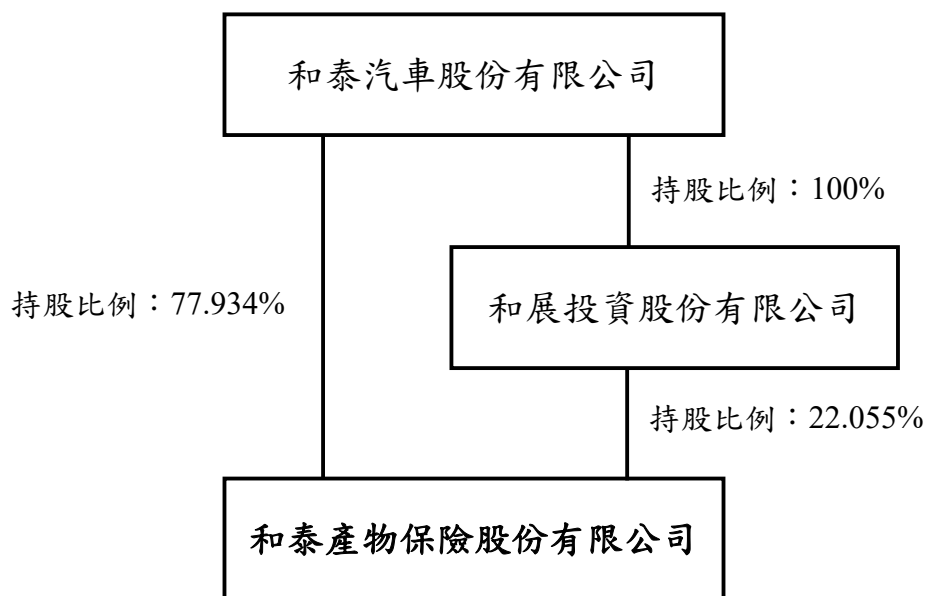 和泰汽車股份有限公司
持股比例：100%
持股比例：77.934%
和展投資股份有限公司
持股比例：22.055%
和泰產物保險股份有限公司